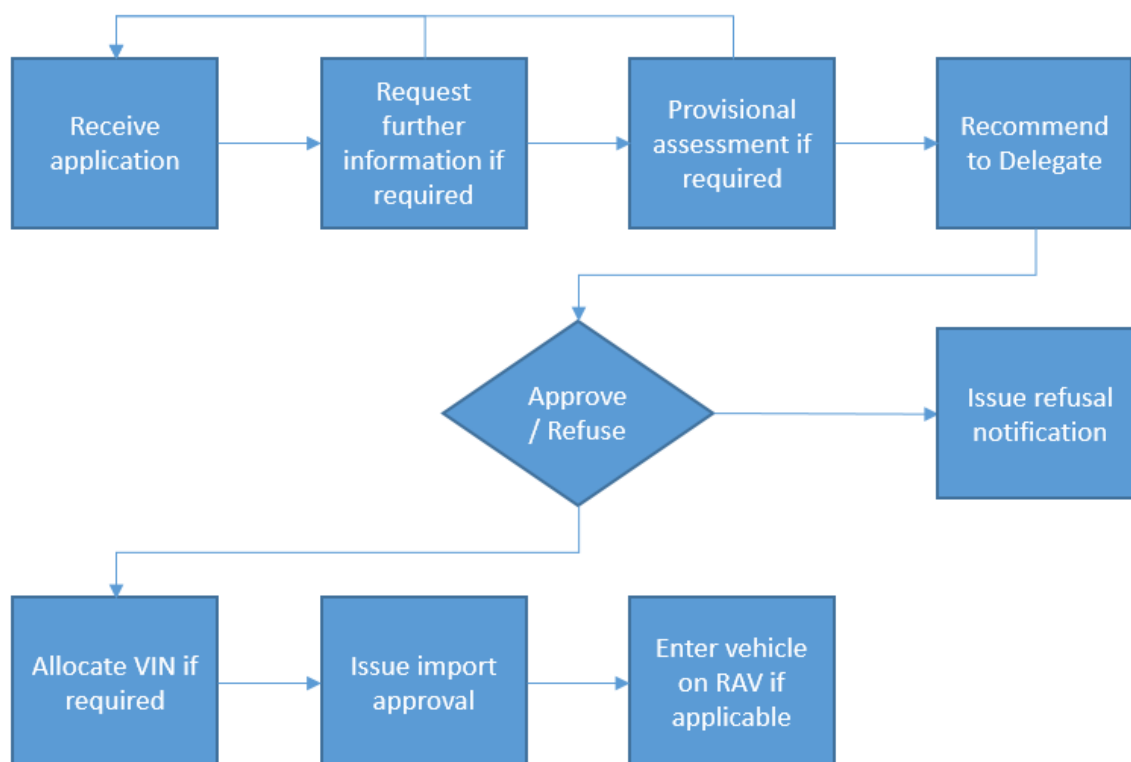 Receive
application
Request
further
information if
required
Provisional
assessment if
required
Recommend
to Delegate
Approve
/ Refuse
Issue refusal
notification
Allocate VIN if
required
Issue import
approval
Enter vehicle
on RAV if
applicable